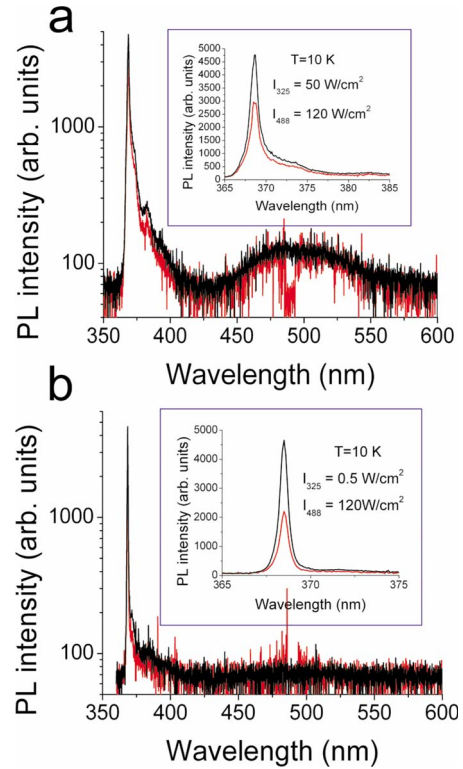 a
PL intensity (arb. units)
1000
100
350 400 450 500 550 600
Wavelength (nm)
PL intensity (arb. units)
5000
4500
4000
3500
3000
2500
2000
1500
1000
500
0
365 370 375 380 385
Wavelength (nm)
T=10 K
I325 = 50 W/cm2
I488 = 120 W/cm2
b
PL intensity (arb. units)
1000
100
350 400 450 500 550 600
Wavelength (nm)
PL intensity (arb. units)
5000
4000
3000
2000
1000
0
365 370 375
Wavelength (nm)
T=10 K
I325 = 0.5 W/cm2
I488 = 120W/cm2